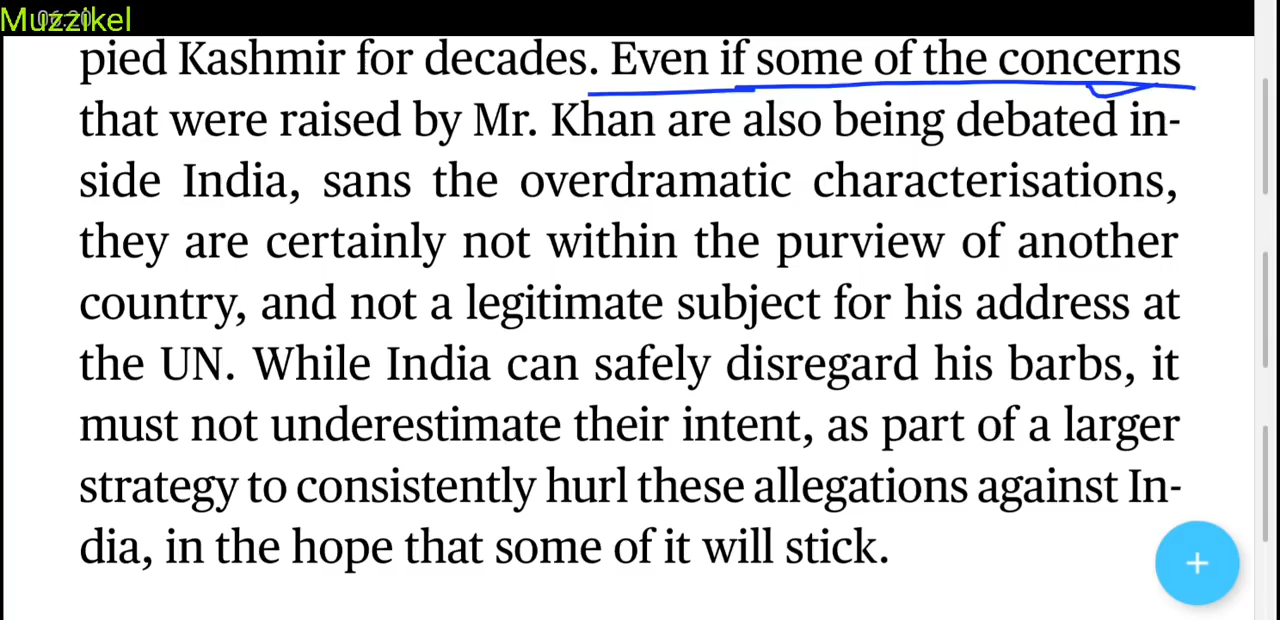 Muzzikel
06:20
pied Kashmir for decades. Even if some of the concerns
that were raised by Mr. Khan are also being debated in-
side India, sans the overdramatic characterisations,
they are certainly not within the purview of another
country, and not a legitimate subject for his address at
the UN. While India can safely disregard his barbs, it
must not underestimate their intent, as part of a larger
strategy to consistently hurl these allegations against In-
dia, in the hope that some of it will stick.